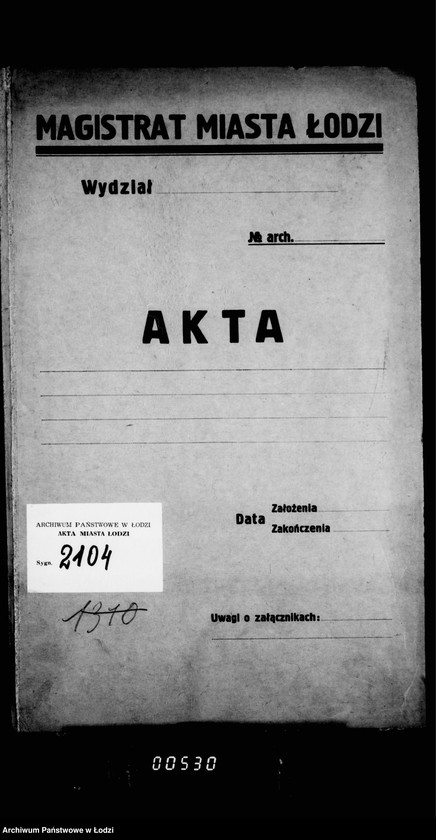 MAGISTRAT MIASTA ŁODZI
Wydział
№ arch.
AKTA
Data Założenia
Zakończenia
ARCHIWUM PAŃSTWOWE W ŁODZI
AKTA MIASTA ŁODZI
Sygn. 2104
1310
Uwagi o załącznikach:
00530
Archiwum Państwowe w Łodzi